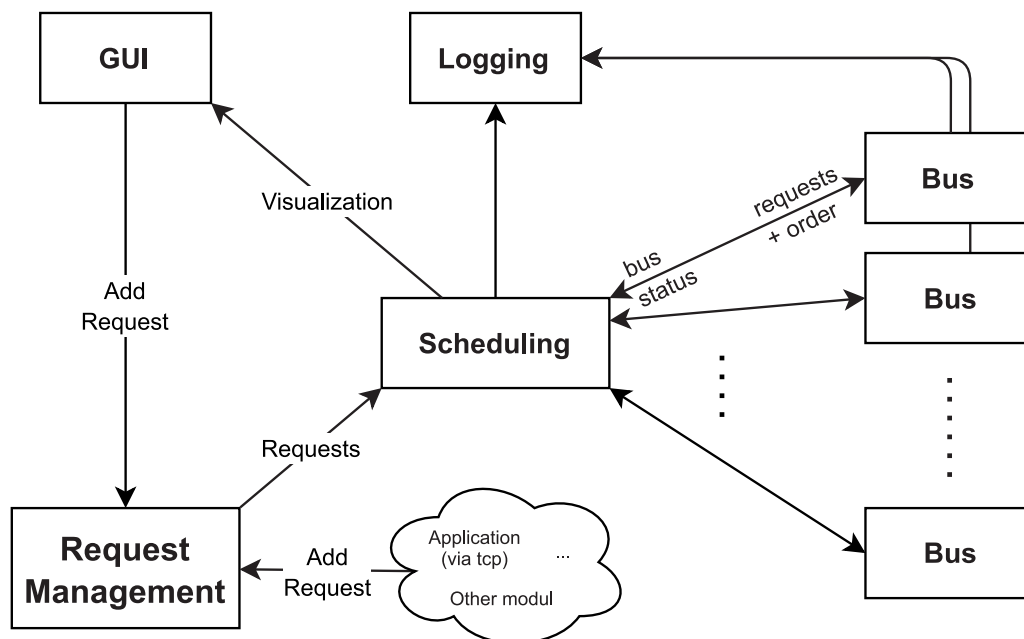 GUI
Logging
Bus
requests
+ order
Visualization
bus
status
Bus
Add
Request
Scheduling
Requests
Bus
Request
Management
Add
Request
Application
(via tcp)
...
Other modul